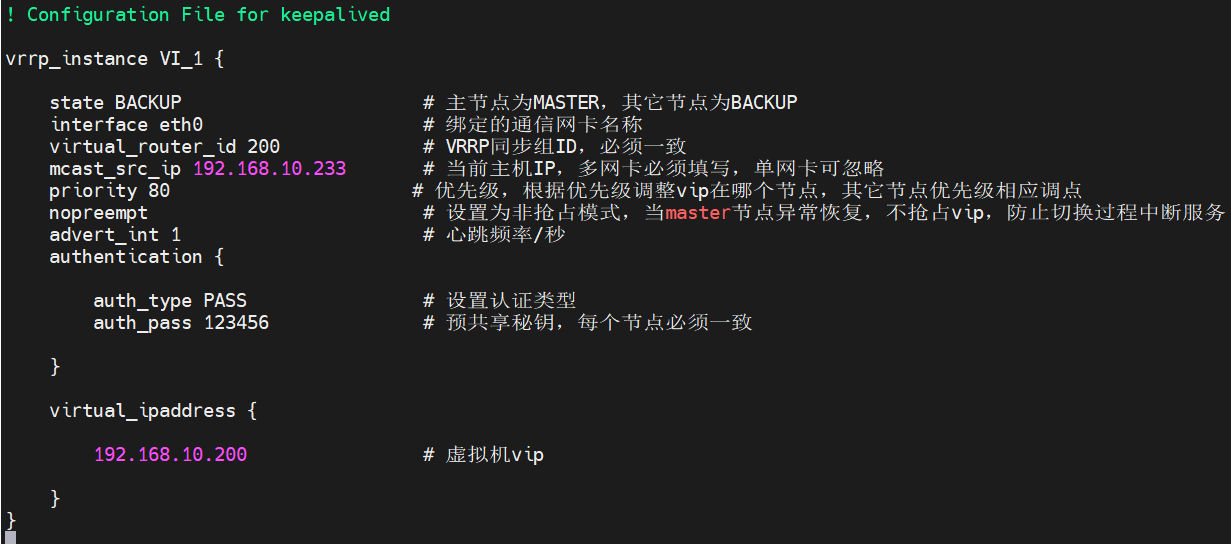 ! Configuration File for keepalived
vrrp_instance VI_1 {
state BACKUP # 主节点为MASTER，其它节点为BACKUP
interface eth0 # 绑定的通信网卡名称
virtual_router_id 200 # VRRP同步组ID，必须一致
mcast_src_ip 192.168.10.233 # 当前主机IP，多网卡必须填写，单网卡可忽略
priority 80 # 优先级，根据优先级调整vip在哪个节点，其它节点优先级相应调点
nopreempt # 设置为非抢占模式，当master节点异常恢复，不抢占vip，防止切换过程中断服务
advert_int 1 # 心跳频率/秒
authentication {
auth_type PASS # 设置认证类型
auth_pass 123456 # 预共享秘钥，每个节点必须一致
}
virtual_ipaddress {
192.168.10.200 # 虚拟机vip
}
}